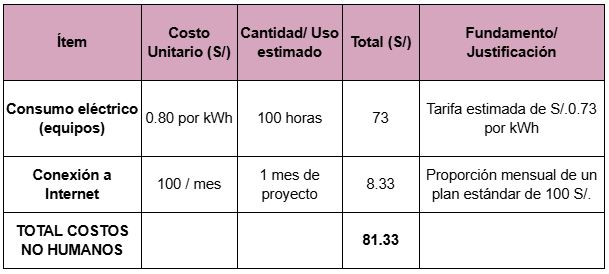 Ítem
Costo
Unitario (S/)
Cantidad/ Uso
estimado
Total (S/)
Fundamento/
Justificación
Consumo eléctrico
(equipos)
0.80 por kWh
100 horas
73
Tarifa estimada de S/.0.73
por kWh
Conexión a
Internet
100 / mes
1 mes de
proyecto
8.33
Proporción mensual de un
plan estándar de 100 S/.
TOTAL COSTOS
NO HUMANOS
81.33